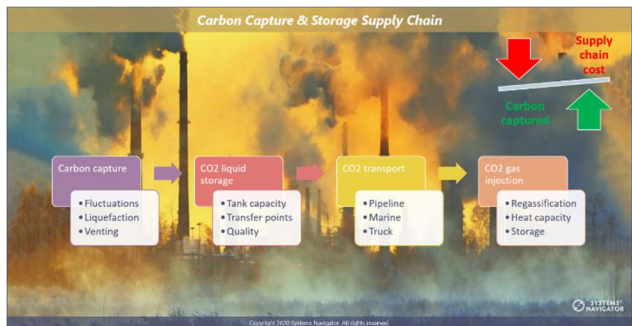 Carbon Capture & Storage Supply Chain
Supply
chain
cost
Carbon
captured
Carbon capture
• Fluctuations
• Liquefaction
• Venting
CO2 liquid
storage
• Tank capacity
• Transfer points
• Quality
CO2 transport
• Pipeline
• Marine
• Truck
CO2 gas
injection
• Regassification
• Heat capacity
• Storage
SYSTEMS
NAVIGATOR
Copyright 2020 Systems Navigator. All rights reserved